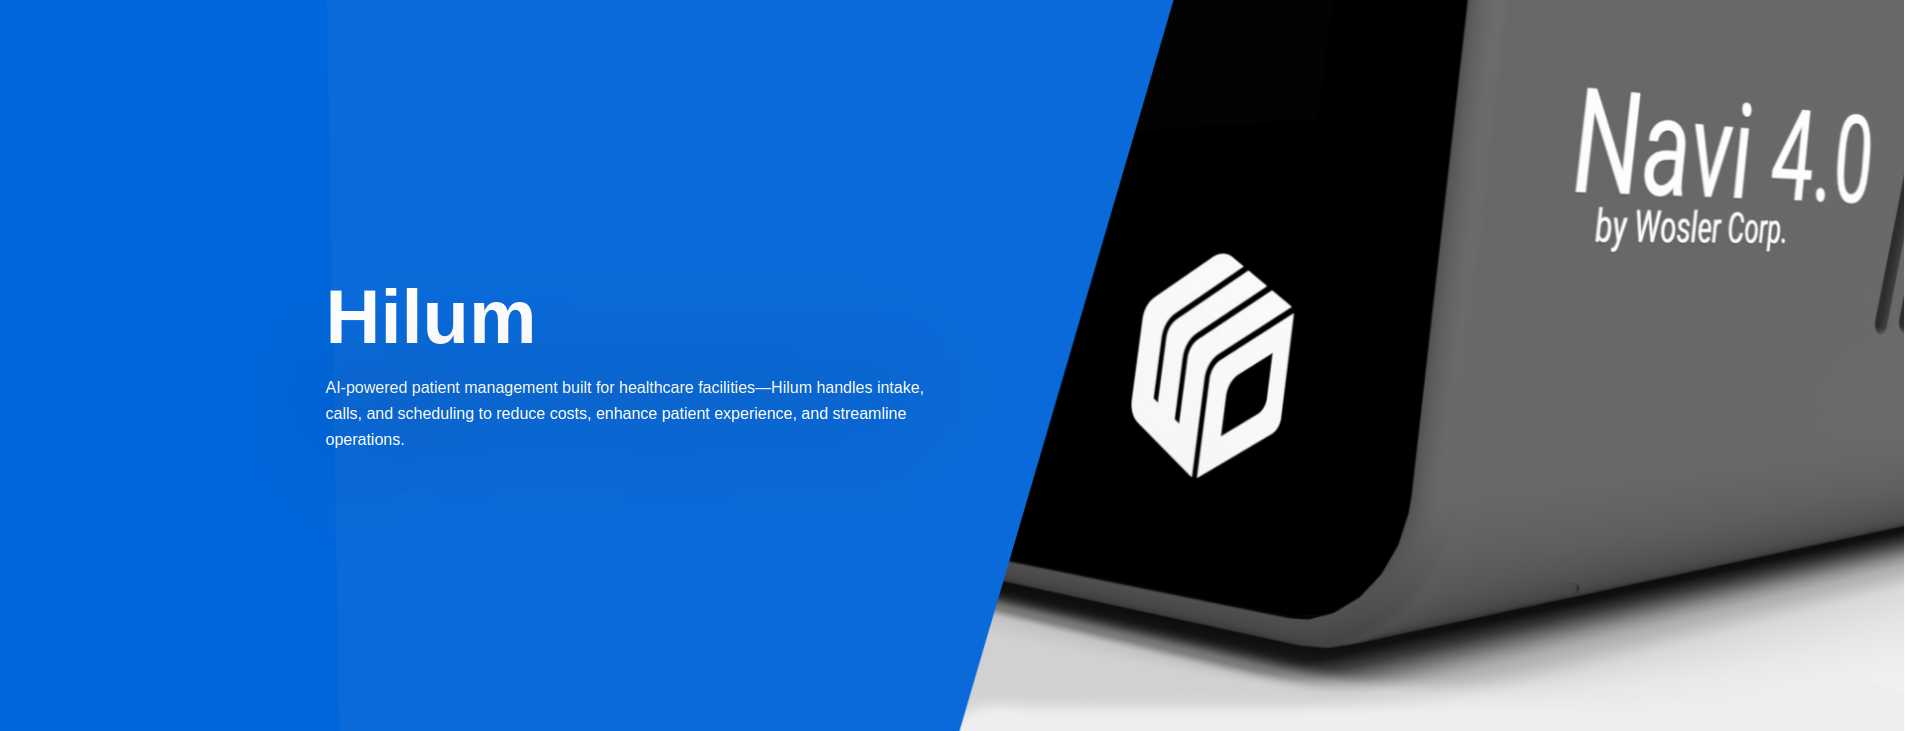 Hilum
AI-powered patient management built for healthcare facilities—Hilum handles intake,
calls, and scheduling to reduce costs, enhance patient experience, and streamline
operations.
Navi 4.0
by Wosler Corp.